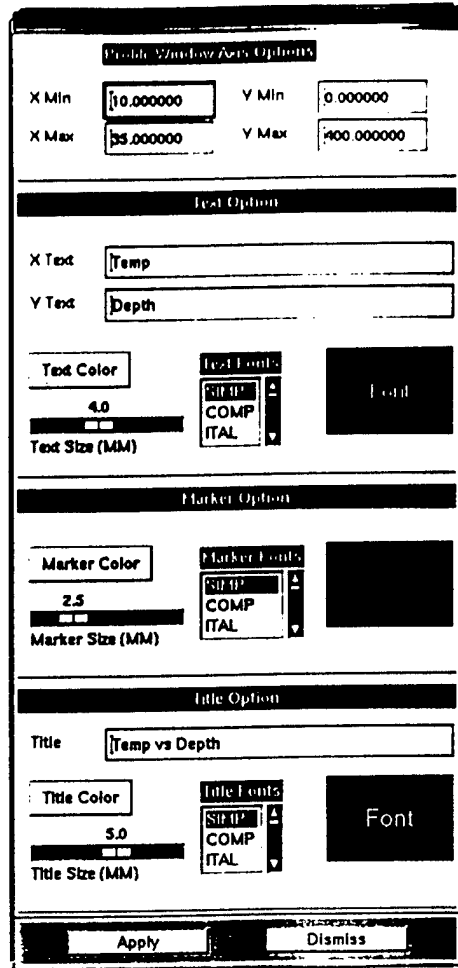 Profile Window Axis Options
X Min 10.000000 Y Min 0.000000
X Max 35.000000 Y Max 400.000000
Text Option
X Text Temp
Y Text Depth
Text Color Text Fonts
SIMP Font
4.0 COMP
ITAL
Text Size (MM)
Marker Option
Marker Color Marker Fonts
SIMP
2.5 COMP
ITAL
Marker Size (MM)
Title Option
Title Temp vs Depth
Title Color Title Fonts
SIMP Font
5.0 COMP
ITAL
Title Size (MM)
Apply Dismiss